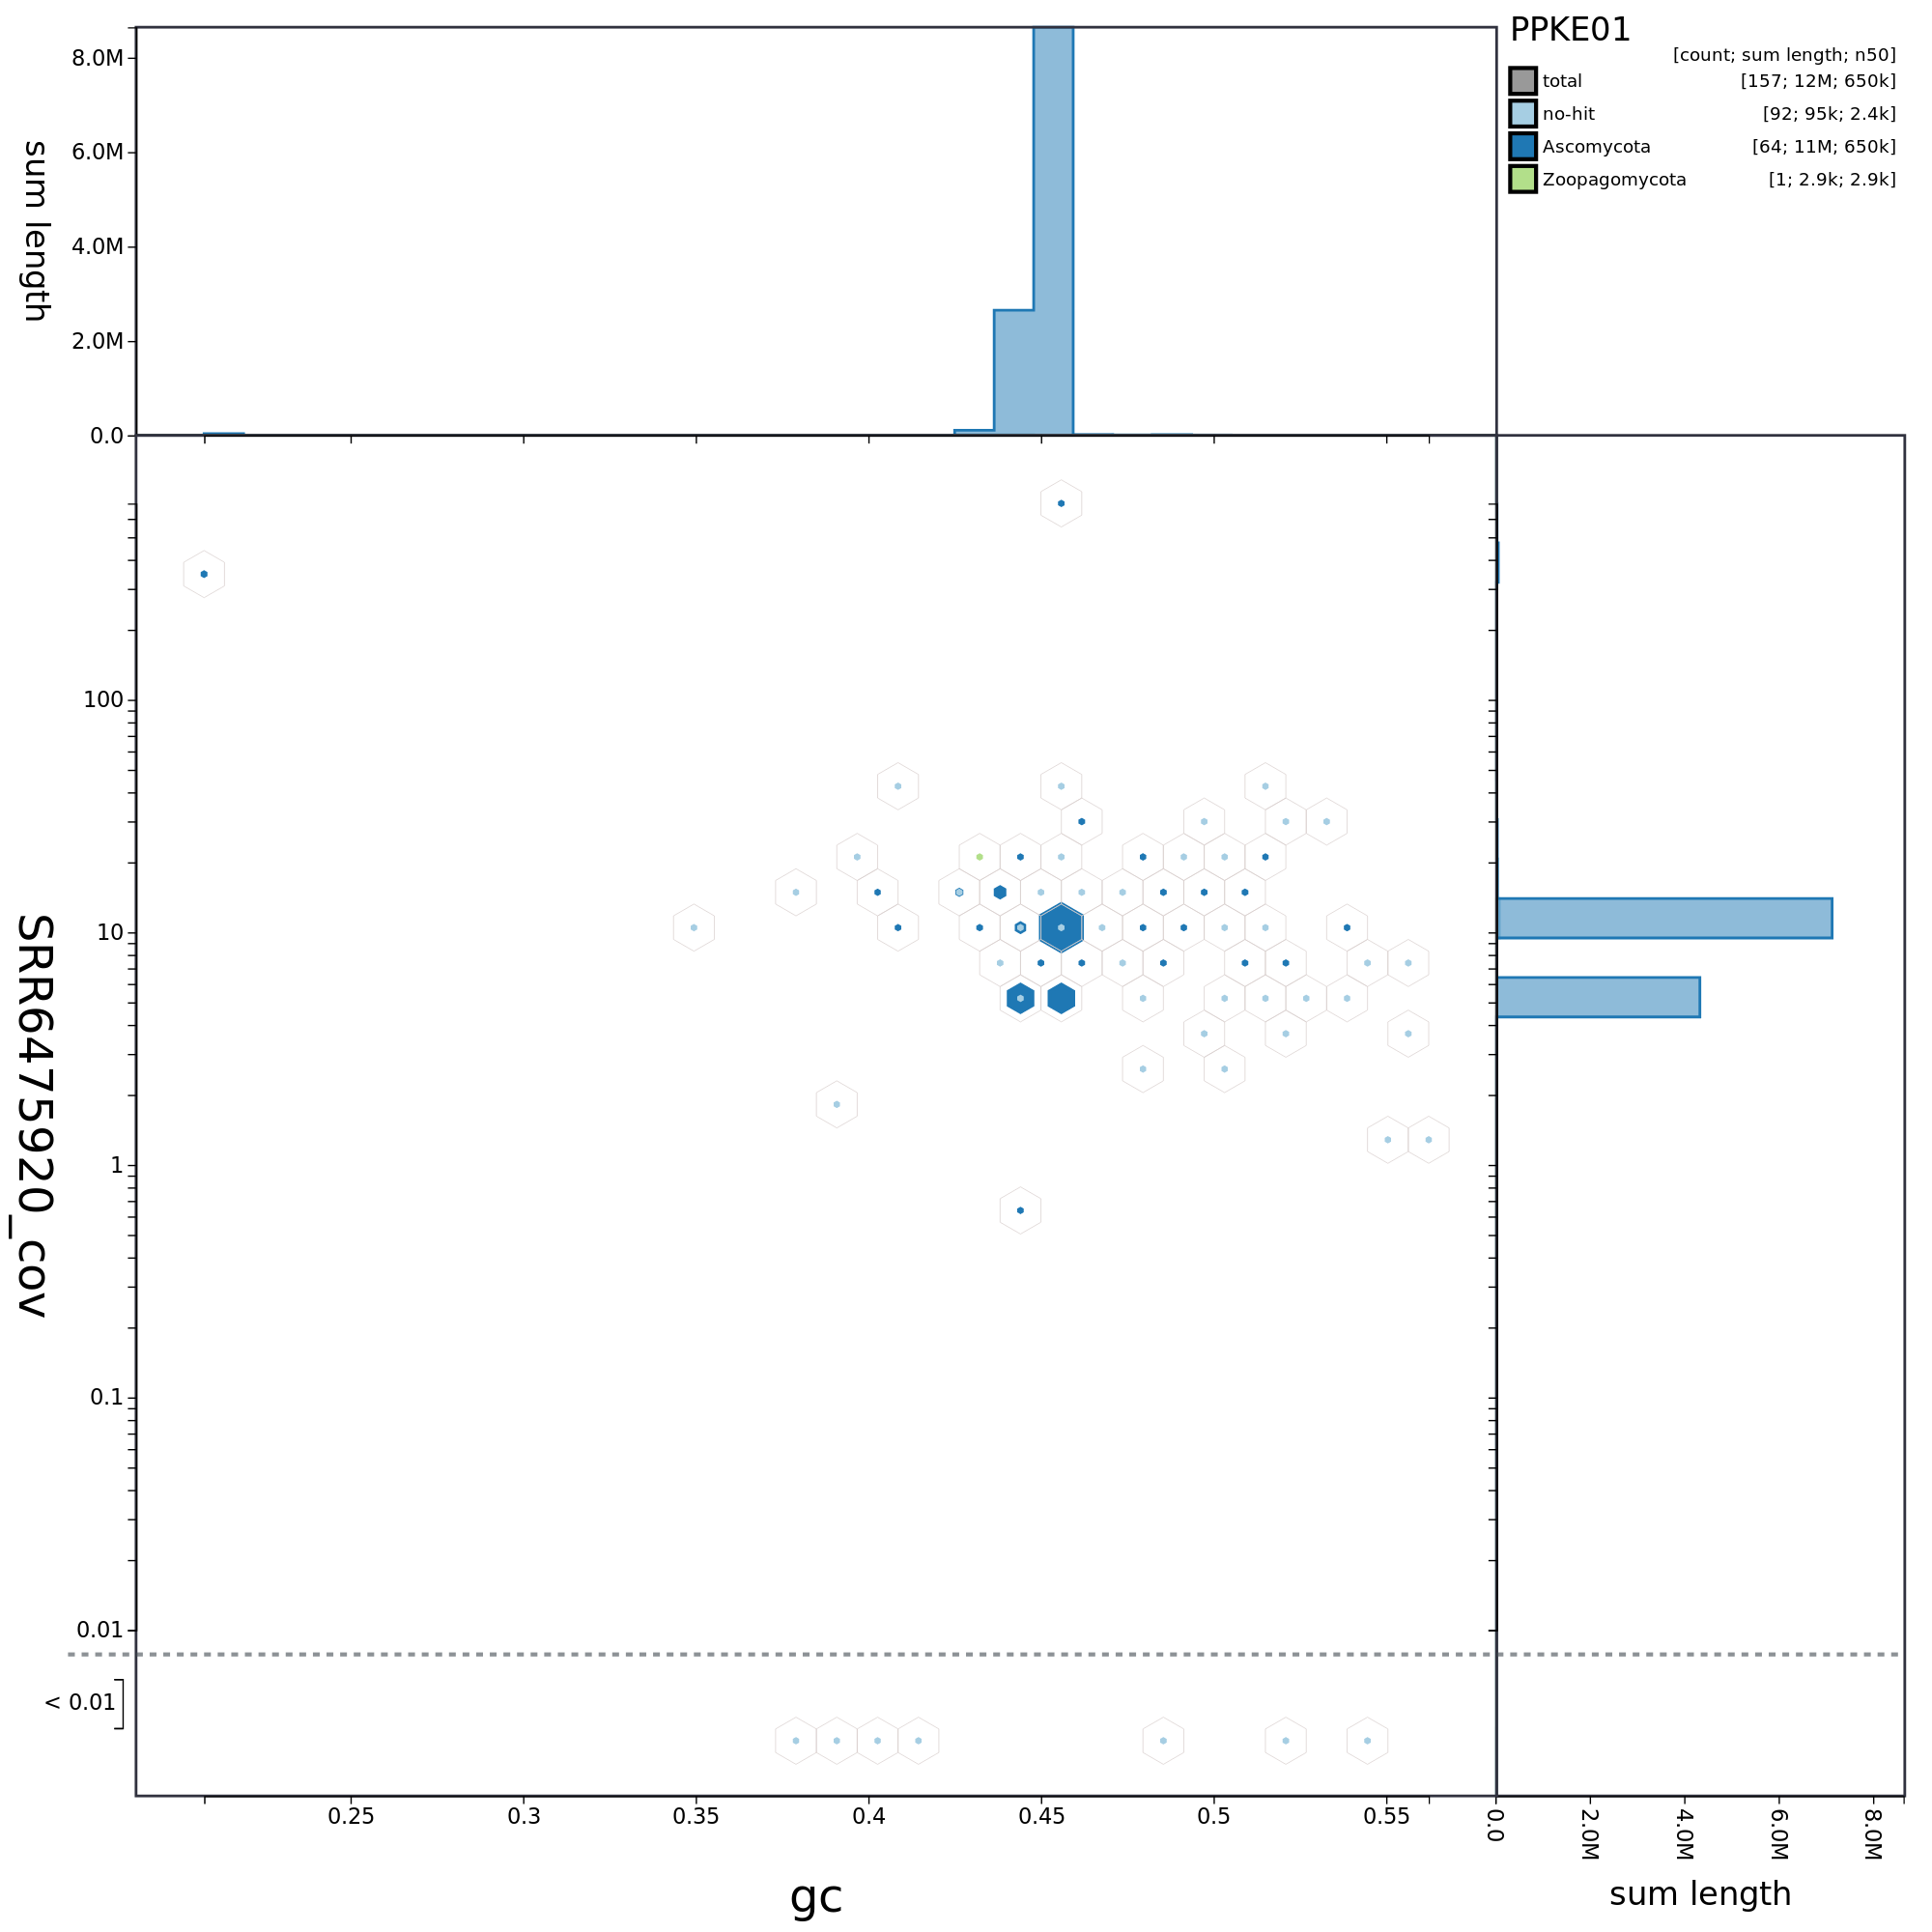 PPKE01
[count; sum length; n50]
total [157; 12M; 650k]
no-hit [92; 95k; 2.4k]
Ascomycota [64; 11M; 650k]
Zoopagomycota [1; 2.9k; 2.9k]
sum length
8.0M
6.0M
4.0M
2.0M
0.0
SRR6475920_cov
100
10
1
0.1
0.01
< 0.01
0.25 0.3 0.35 0.4 0.45 0.5 0.55
gc
0.0 2.0M 4.0M 6.0M 8.0M
sum length